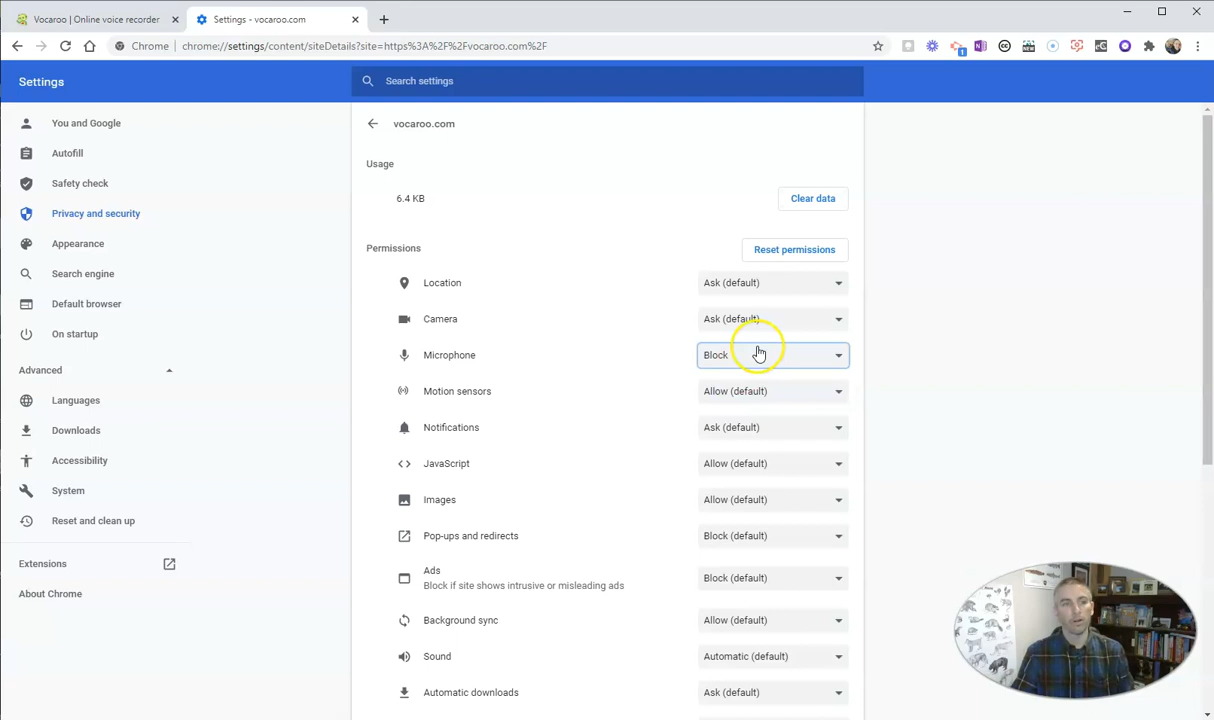 Vocaroo | Online voice recorder
Settings - vocaroo.com
Chrome
chrome://settings/content/siteDetails?site=https%3A%2F%2Fvocaroo.com%2F
1
Settings
Search settings
You and Google
Autofill
Safety check
Privacy and security
Appearance
Search engine
Default browser
On startup
Advanced
Languages
Downloads
Accessibility
System
Reset and clean up
Extensions
About Chrome
vocaroo.com
Usage
6.4 KB
Clear data
Permissions
Reset permissions
Location
Ask (default)
Camera
Ask (default)
Microphone
Block
Motion sensors
Allow (default)
Notifications
Ask (default)
JavaScript
Allow (default)
Images
Allow (default)
Pop-ups and redirects
Block (default)
Ads
Block if site shows intrusive or misleading ads
Block (default)
Background sync
Allow (default)
Sound
Automatic (default)
Automatic downloads
Ask (default)